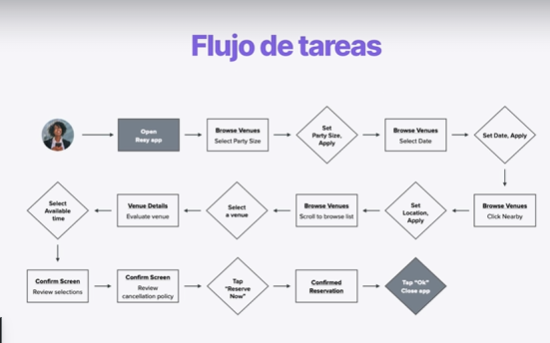 Flujo de tareas
Open
Resy app
Browse Venues
Select Party Size
Set
Party Size,
Apply
Browse Venues
Select Date
Set Date, Apply
Browse Venues
Click Nearby
Set
Location,
Apply
Browse Venues
Scroll to browse list
Select
a venue
Venue Details
Evaluate venue
Select
Available
time
Confirm Screen
Review selections
Confirm Screen
Review
cancellation policy
Tap
"Reserve
Now"
Confirmed
Reservation
Tap "Ok"
Close app